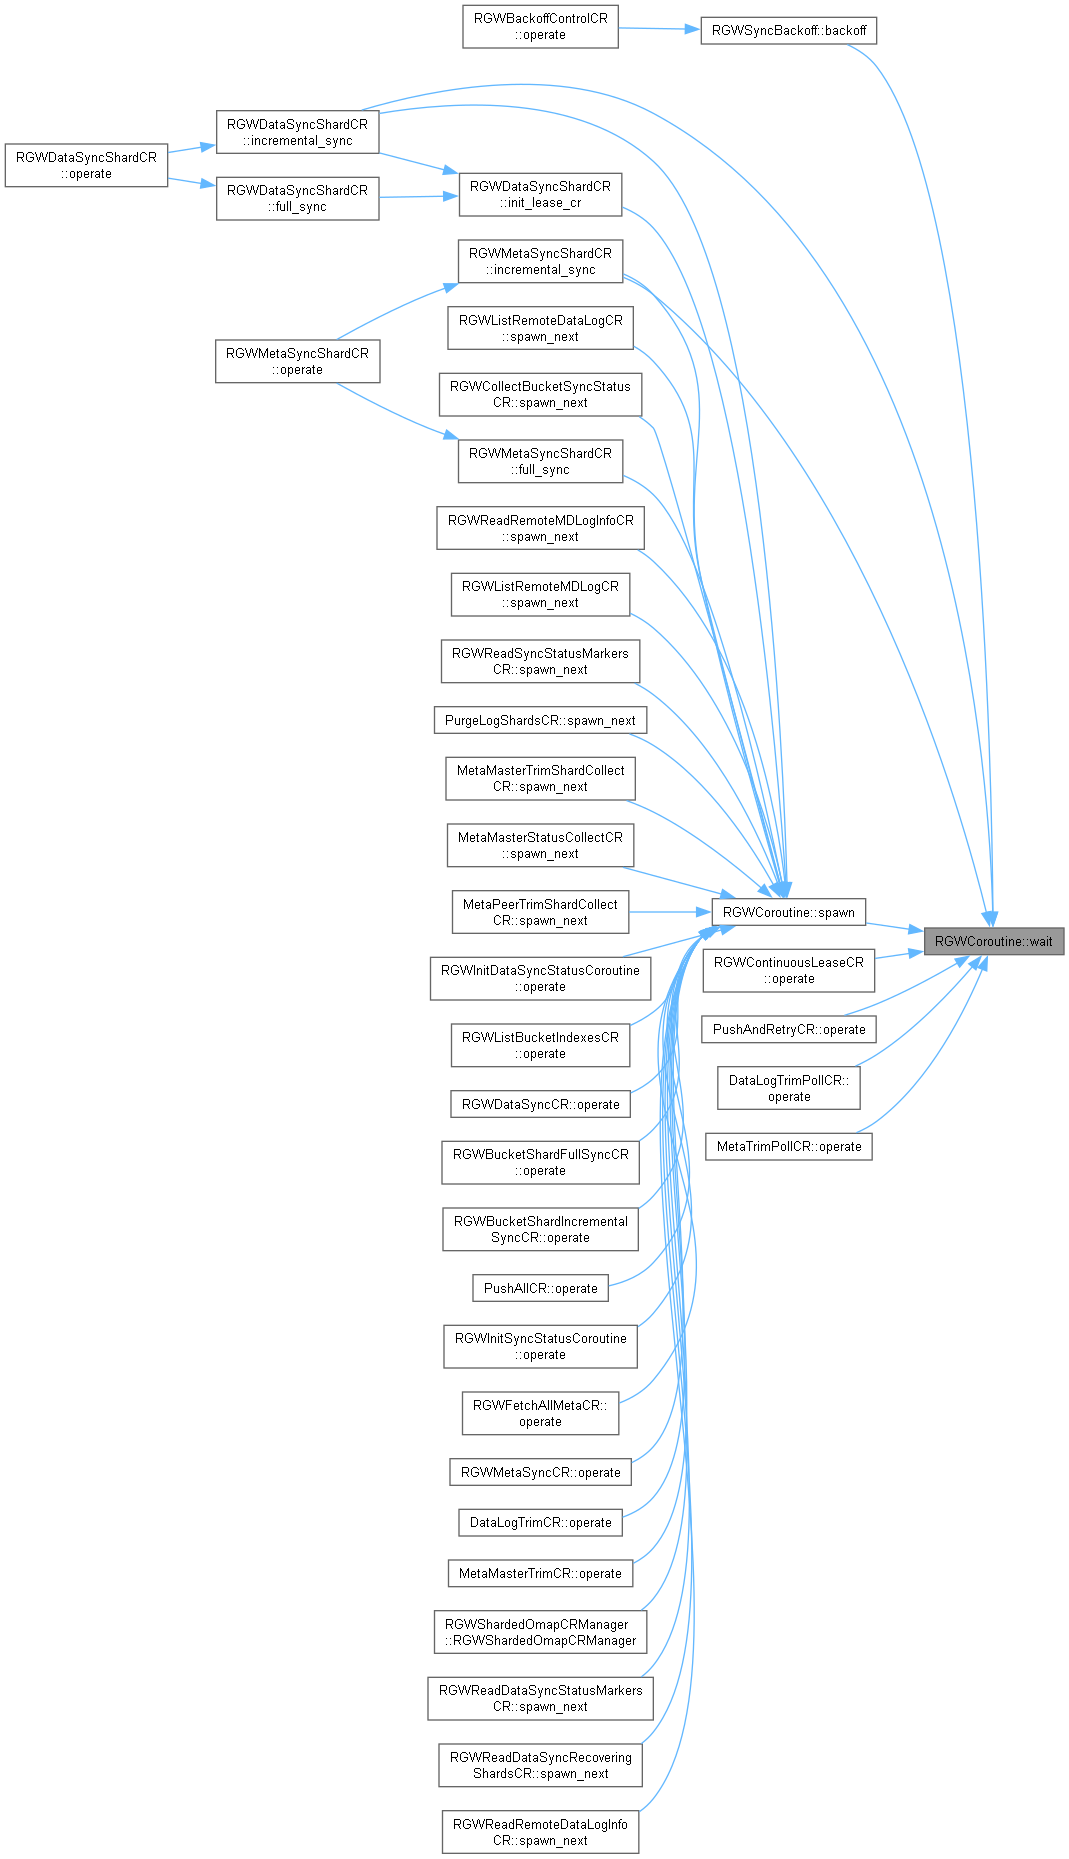 RGWBackoffControlCR
::operate
RGWSyncBackoff::backoff
RGWDataSyncShardCR
::incremental_sync
RGWDataSyncShardCR
::operate
RGWDataSyncShardCR
::full_sync
RGWDataSyncShardCR
::init_lease_cr
RGWMetaSyncShardCR
::incremental_sync
RGWListRemoteDataLogCR
::spawn_next
RGWMetaSyncShardCR
::operate
RGWCollectBucketSyncStatus
CR::spawn_next
RGWMetaSyncShardCR
::full_sync
RGWReadRemoteMDLogInfoCR
::spawn_next
RGWListRemoteMDLogCR
::spawn_next
RGWReadSyncStatusMarkers
CR::spawn_next
PurgeLogShardsCR::spawn_next
MetaMasterTrimShardCollect
CR::spawn_next
MetaMasterStatusCollectCR
::spawn_next
MetaPeerTrimShardCollect
CR::spawn_next
RGWCoroutine::spawn
RGWCoroutine::wait
RGWInitDataSyncStatusCoroutine
::operate
RGWContinuousLeaseCR
::operate
RGWListBucketIndexesCR
::operate
PushAndRetryCR::operate
RGWDataSyncCR::operate
DataLogTrimPollCR::
operate
RGWBucketShardFullSyncCR
::operate
MetaTrimPollCR::operate
RGWBucketShardIncremental
SyncCR::operate
PushAllCR::operate
RGWInitSyncStatusCoroutine
::operate
RGWFetchAllMetaCR::
operate
RGWMetaSyncCR::operate
DataLogTrimCR::operate
MetaMasterTrimCR::operate
RGWShardedOmapCRManager
::RGWShardedOmapCRManager
RGWReadDataSyncStatusMarkers
CR::spawn_next
RGWReadDataSyncRecovering
ShardsCR::spawn_next
RGWReadRemoteDataLogInfo
CR::spawn_next